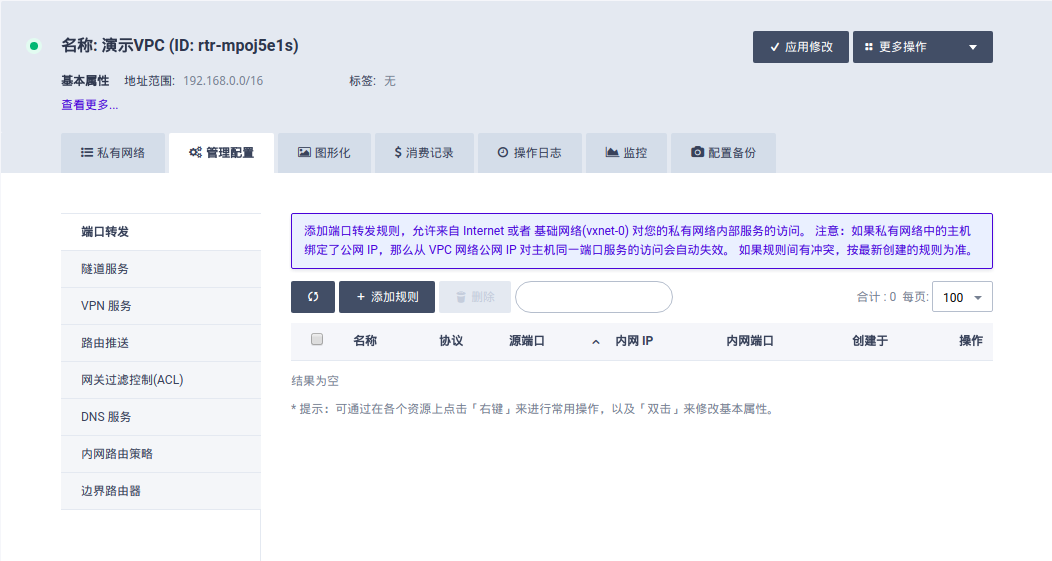 名称: 演示VPC (ID: rtr-mpoj5e1s)
应用修改 更多操作
基本属性 地址范围: 192.168.0.0/16 标签: 无
查看更多...
私有网络 管理配置 图形化 消费记录 操作日志 监控 配置备份
端口转发
隧道服务
VPN 服务
路由推送
网关过滤控制(ACL)
DNS 服务
内网路由策略
边界路由器
添加端口转发规则，允许来自 Internet 或者 基础网络(vxnet-0) 对您的私有网络内部服务的访问。 注意：如果私有网络中的主机
绑定了公网 IP，那么从 VPC 网络公网 IP 对主机同一端口服务的访问会自动失效。 如果规则间有冲突，按最新创建的规则为准。
+ 添加规则 删除 合计 : 0 每页: 100
名称 协议 源端口 内网 IP 内网端口 创建于 操作
结果为空
* 提示：可通过在各个资源上点击「右键」来进行常用操作，以及「双击」来修改基本属性。